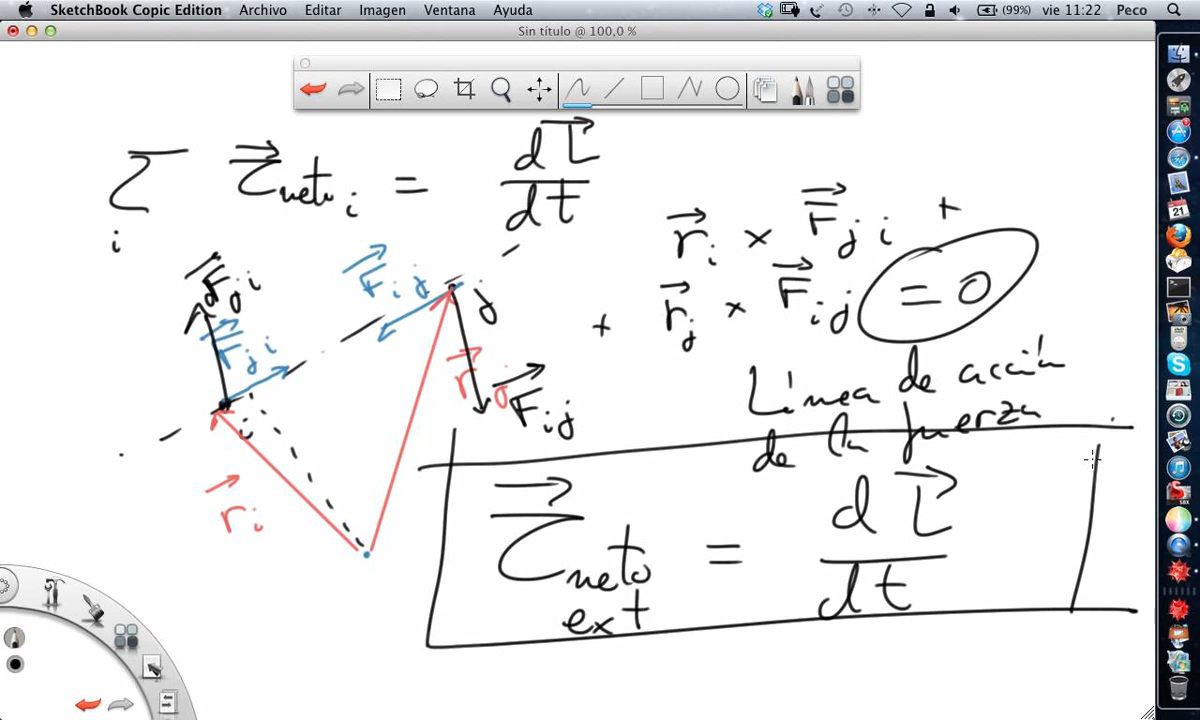 SketchBook Copic Edition Archivo Editar Imagen Ventana Ayuda (99%) vie 11:22 Peco
Sin título @ 100,0 %
Σ τ⃗neto i = dL⃗/dt
i
r⃗i × F⃗ji +
+ r⃗j × F⃗ij = 0
F⃗ji
F⃗ij
j
F⃗ji
r⃗j
F⃗ij
i
r⃗i
Línea de acción
de la fuerza
τ⃗neto ext = dL⃗/dt
21